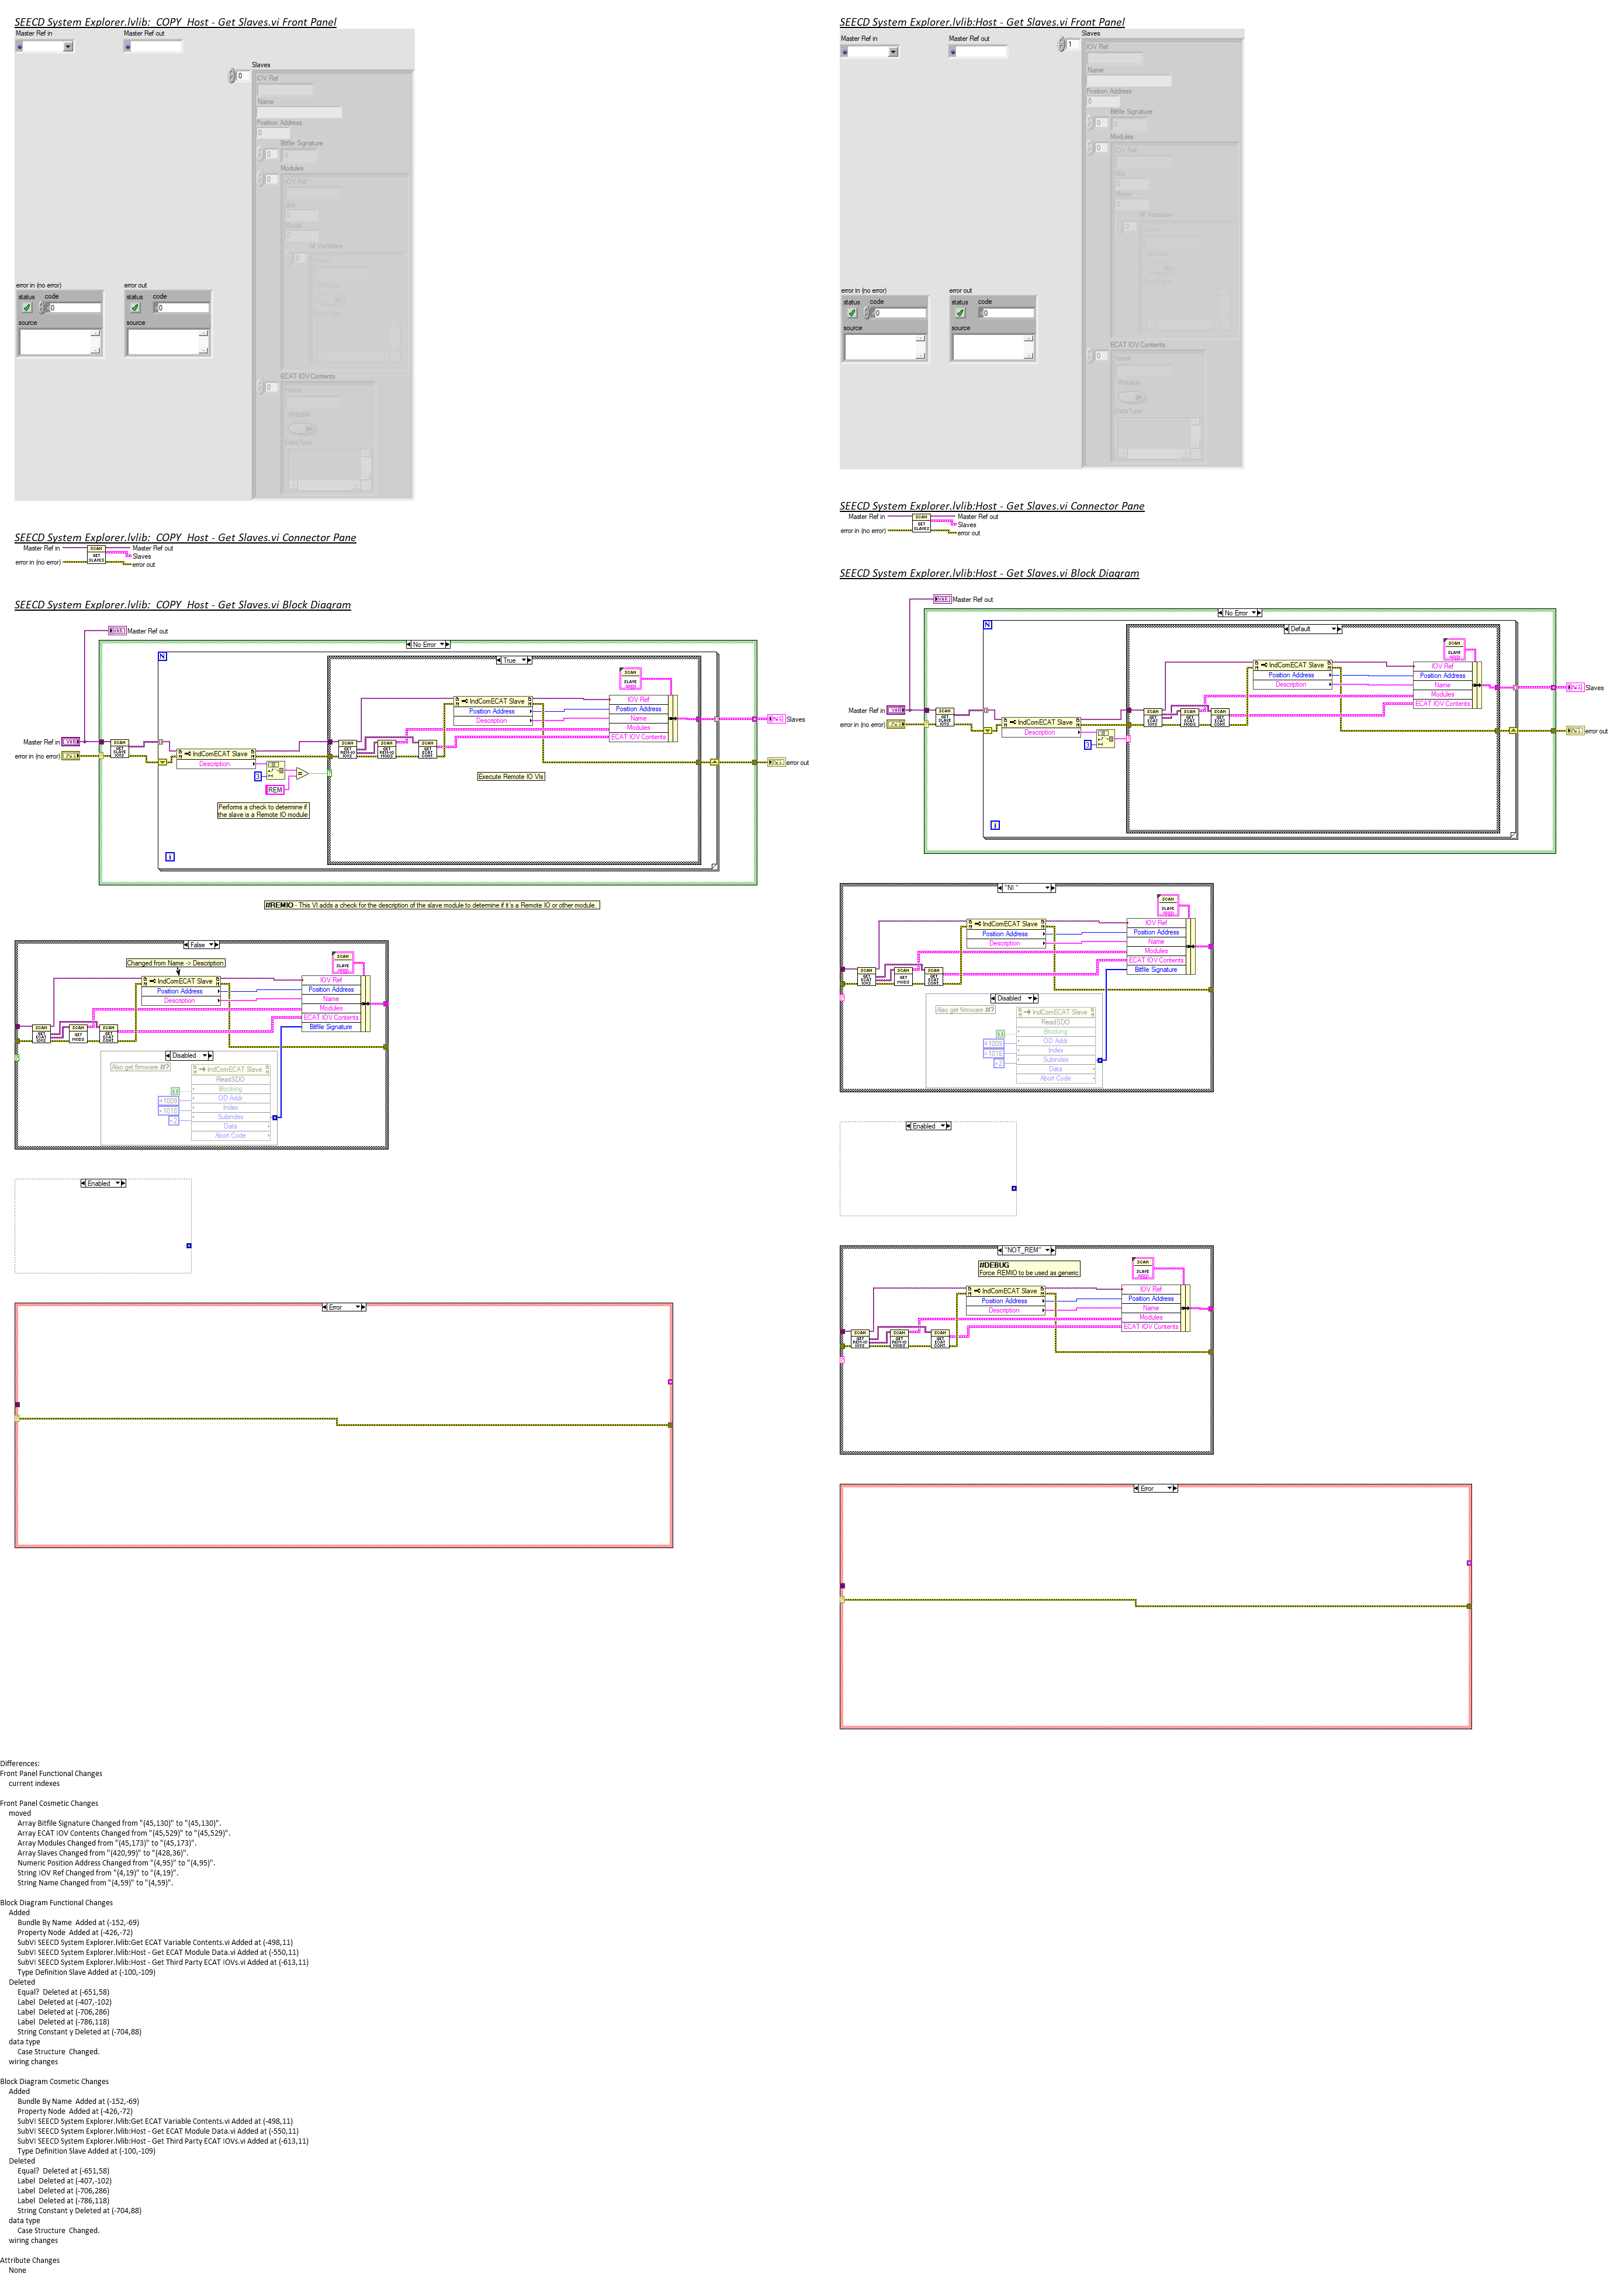 SEECD System Explorer.lvlib:_COPY_Host - Get Slaves.vi Front Panel
Master Ref in
Master Ref out
Slaves
0
IOV Ref
Name
Position Address
0
Bitfile Signature
0
Modules
0
IOV Ref
Slot
0
Model
0
All Variables
0
error in (no error)
status
code
0
source
error out
status
code
0
source
ECAT IOV Contents
0
Name
Writable
DataType
SEECD System Explorer.lvlib:_COPY_Host - Get Slaves.vi Connector Pane
Master Ref in
Master Ref out
Slaves
error in (no error)
error out
SEECD System Explorer.lvlib:_COPY_Host - Get Slaves.vi Block Diagram
Master Ref out
No Error
True
IndComECAT Slave
Position Address
Description
IOV Ref
Position Address
Name
Modules
ECAT IOV Contents
Slaves
Master Ref in
error in (no error)
IndComECAT Slave
Description
3
REM
Execute Remote IO VIs
Performs a check to determine if
the slave is a Remote IO module
error out
#REMIO - This VI adds a check for the description of the slave module to determine if it's a Remote IO or other module.
False
Changed from Name -> Description
IndComECAT Slave
Position Address
Description
IOV Ref
Position Address
Name
Modules
ECAT IOV Contents
Bitfile Signature
Disabled
Also get firmware #?
IndComECAT Slave
ReadSDO
Blocking
OD Addr
Index
Subindex
Data
Abort Code
1009
1018
2
Enabled
Error
SEECD System Explorer.lvlib:Host - Get Slaves.vi Front Panel
Master Ref in
Master Ref out
Slaves
1
IOV Ref
Name
Position Address
0
Bitfile Signature
0
Modules
0
IOV Ref
Slot
0
Model
0
All Variables
0
error in (no error)
status
code
0
source
error out
status
code
0
source
ECAT IOV Contents
0
Name
Writable
DataType
SEECD System Explorer.lvlib:Host - Get Slaves.vi Connector Pane
Master Ref in
Master Ref out
Slaves
error in (no error)
error out
SEECD System Explorer.lvlib:Host - Get Slaves.vi Block Diagram
Master Ref out
No Error
Default
IndComECAT Slave
Position Address
Description
IOV Ref
Position Address
Name
Modules
ECAT IOV Contents
Slaves
Master Ref in
error in (no error)
IndComECAT Slave
Description
3
error out
"NI "
IndComECAT Slave
Position Address
Description
IOV Ref
Position Address
Name
Modules
ECAT IOV Contents
Bitfile Signature
Disabled
Also get firmware #?
IndComECAT Slave
ReadSDO
Blocking
OD Addr
Index
Subindex
Data
Abort Code
1009
1018
2
Enabled
"NOT_REM"
#DEBUG
Force REMIO to be used as generic
IndComECAT Slave
Position Address
Description
IOV Ref
Position Address
Name
Modules
ECAT IOV Contents
Error
Differences:
Front Panel Functional Changes
current indexes
Front Panel Cosmetic Changes
moved
Array Bitfile Signature Changed from "(45,130)" to "(45,130)".
Array ECAT IOV Contents Changed from "(45,529)" to "(45,529)".
Array Modules Changed from "(45,173)" to "(45,173)".
Array Slaves Changed from "(420,99)" to "(428,36)".
Numeric Position Address Changed from "(4,95)" to "(4,95)".
String IOV Ref Changed from "(4,19)" to "(4,19)".
String Name Changed from "(4,59)" to "(4,59)".
Block Diagram Functional Changes
Added
Bundle By Name  Added at (-152,-69)
Property Node  Added at (-426,-72)
SubVI SEECD System Explorer.lvlib:Get ECAT Variable Contents.vi Added at (-498,11)
SubVI SEECD System Explorer.lvlib:Host - Get ECAT Module Data.vi Added at (-550,11)
SubVI SEECD System Explorer.lvlib:Host - Get Third Party ECAT IOVs.vi Added at (-613,11)
Type Definition Slave Added at (-100,-109)
Deleted
Equal?  Deleted at (-651,58)
Label  Deleted at (-407,-102)
Label  Deleted at (-706,286)
Label  Deleted at (-786,118)
String Constant y Deleted at (-704,88)
data type
Case Structure  Changed.
wiring changes
Block Diagram Cosmetic Changes
Added
Bundle By Name  Added at (-152,-69)
Property Node  Added at (-426,-72)
SubVI SEECD System Explorer.lvlib:Get ECAT Variable Contents.vi Added at (-498,11)
SubVI SEECD System Explorer.lvlib:Host - Get ECAT Module Data.vi Added at (-550,11)
SubVI SEECD System Explorer.lvlib:Host - Get Third Party ECAT IOVs.vi Added at (-613,11)
Type Definition Slave Added at (-100,-109)
Deleted
Equal?  Deleted at (-651,58)
Label  Deleted at (-407,-102)
Label  Deleted at (-706,286)
Label  Deleted at (-786,118)
String Constant y Deleted at (-704,88)
data type
Case Structure  Changed.
wiring changes
Attribute Changes
None